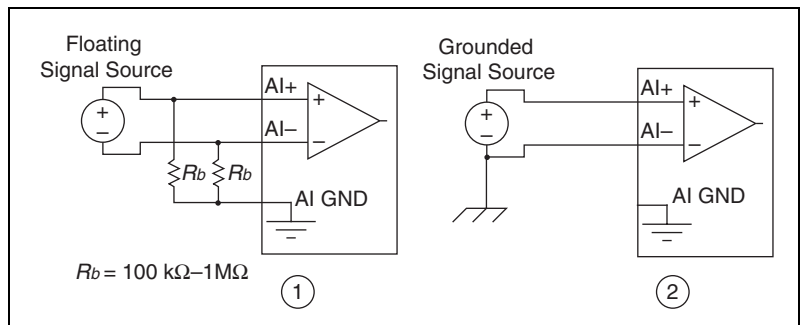 Floating
Signal Source
AI+
+
+
–
AI–
–
Rb
Rb
AI GND
Rb = 100 kΩ–1MΩ
1
Grounded
Signal Source
AI+
+
+
–
AI–
–
AI GND
2